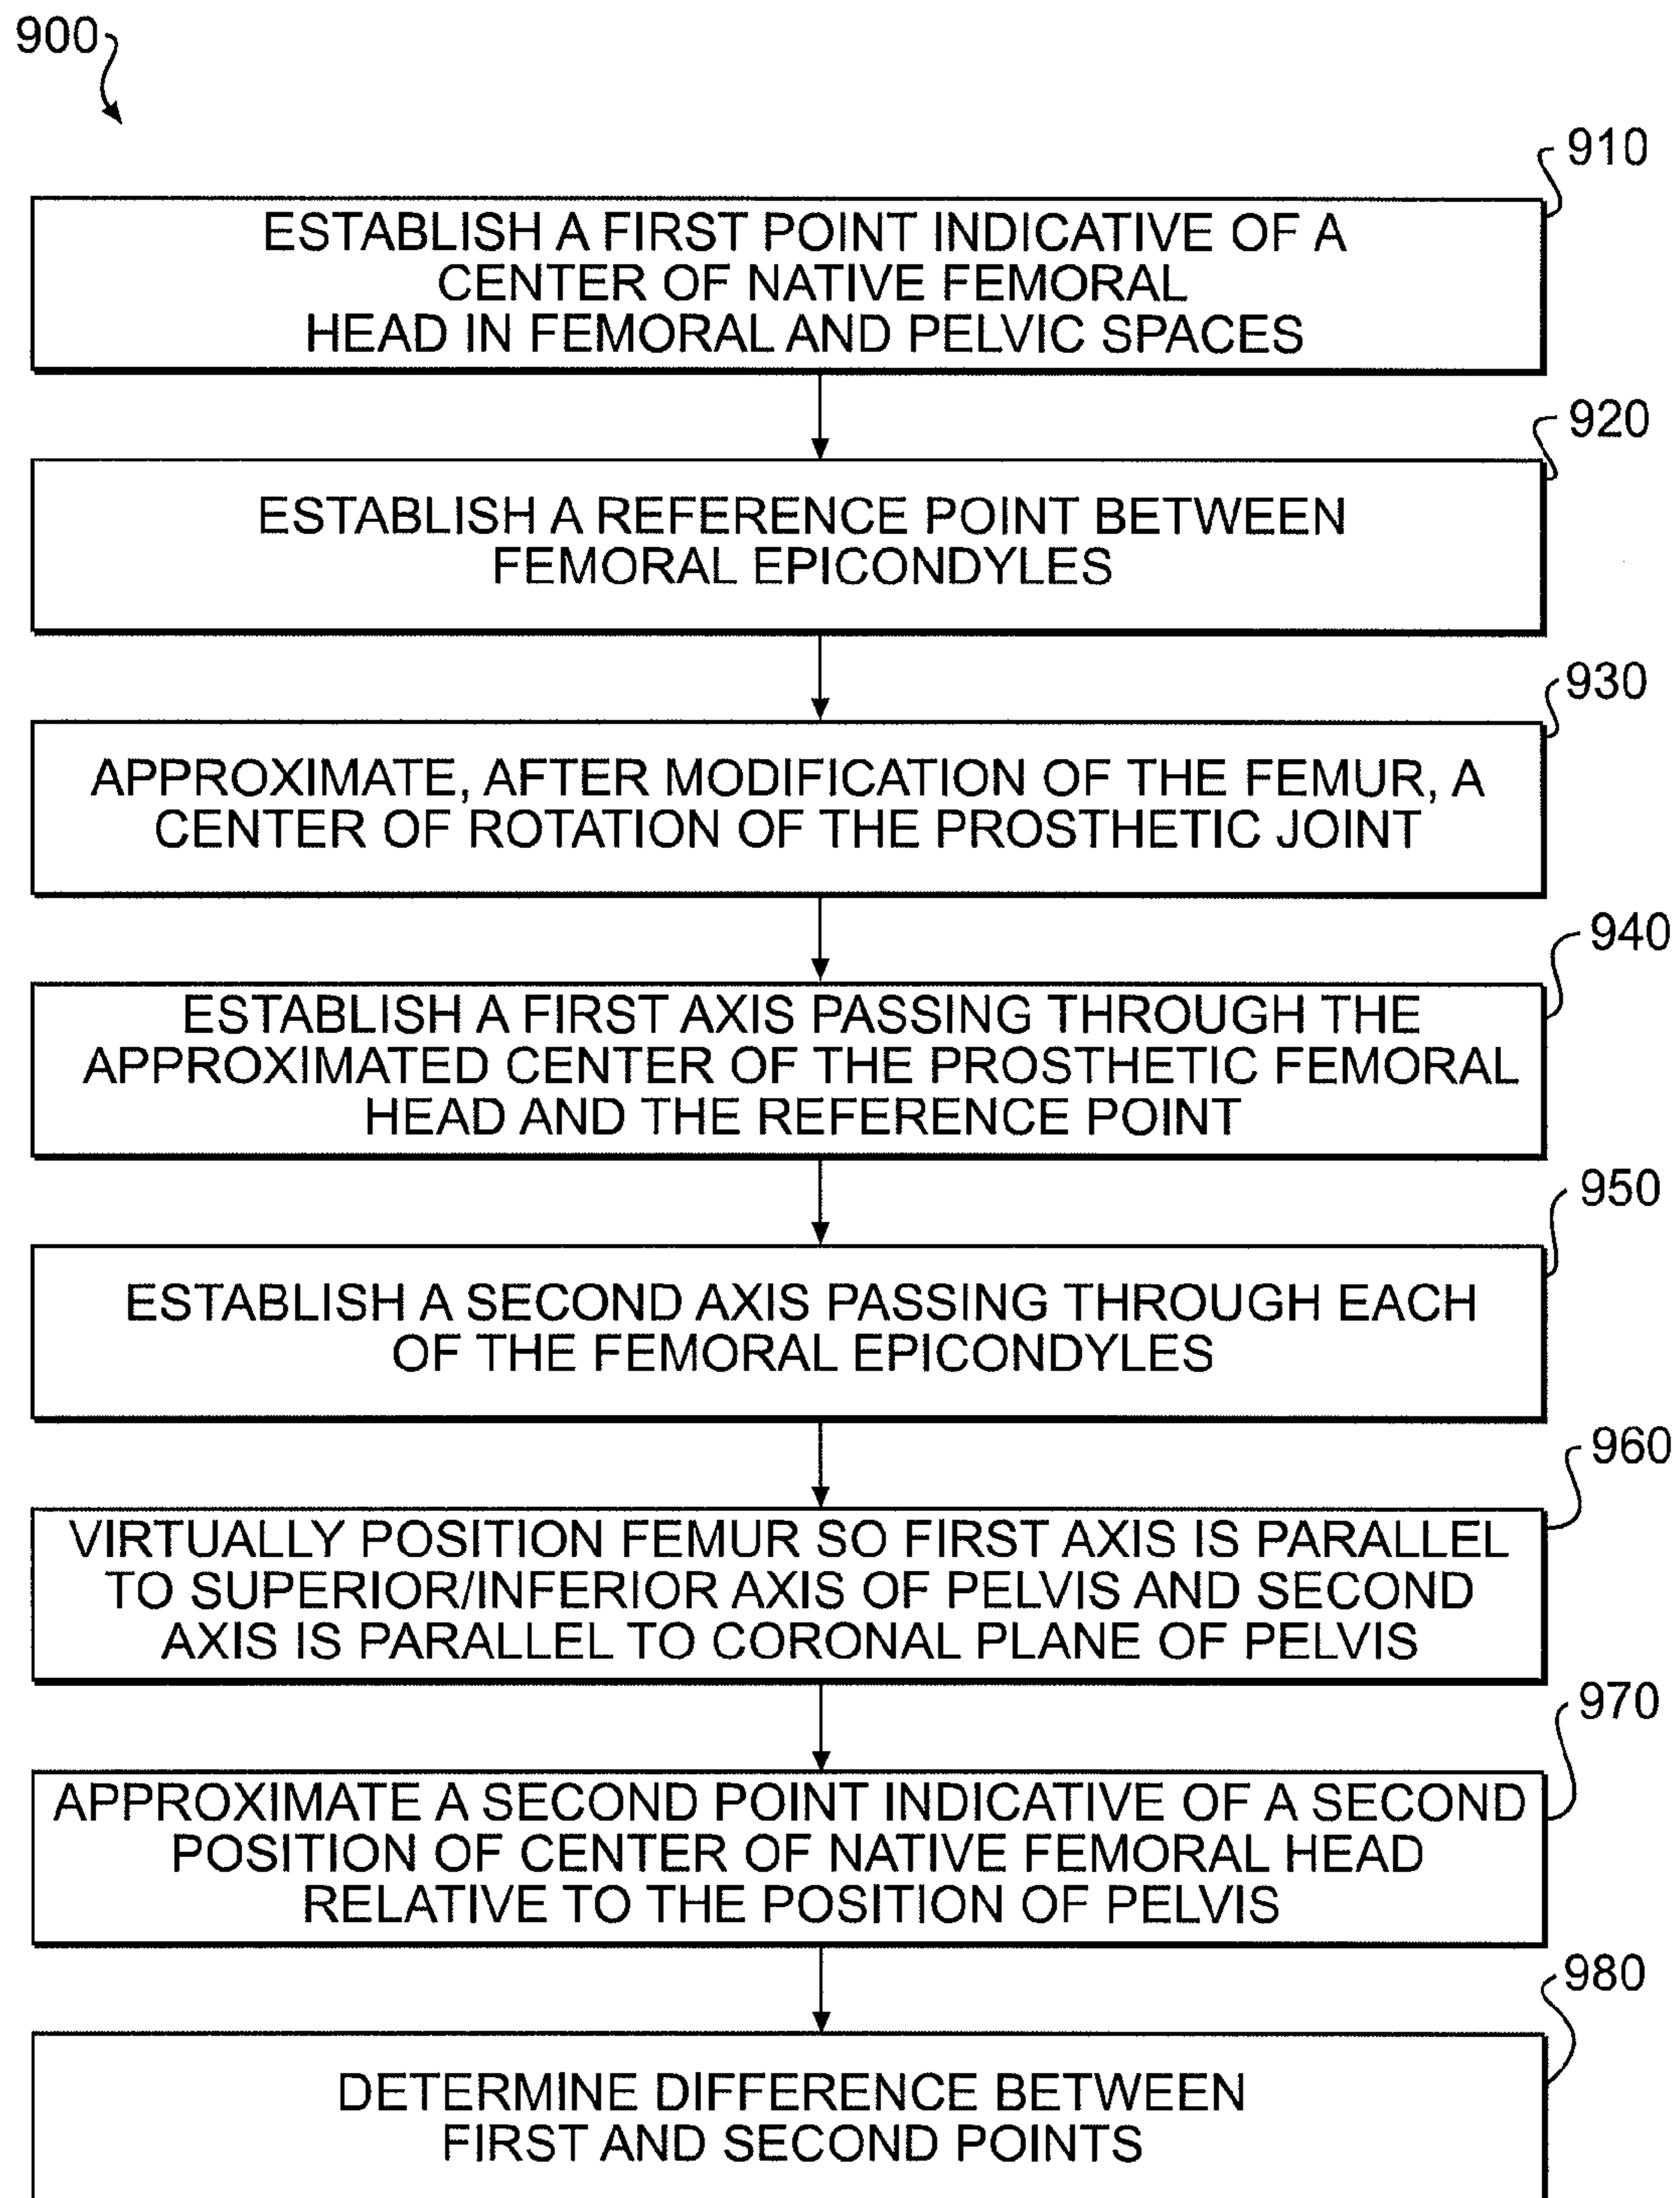 900
910
ESTABLISH A FIRST POINT INDICATIVE OF A
CENTER OF NATIVE FEMORAL
HEAD IN FEMORAL AND PELVIC SPACES
920
ESTABLISH A REFERENCE POINT BETWEEN
FEMORAL EPICONDYLES
930
APPROXIMATE, AFTER MODIFICATION OF THE FEMUR, A
CENTER OF ROTATION OF THE PROSTHETIC JOINT
940
ESTABLISH A FIRST AXIS PASSING THROUGH THE
APPROXIMATED CENTER OF THE PROSTHETIC FEMORAL
HEAD AND THE REFERENCE POINT
950
ESTABLISH A SECOND AXIS PASSING THROUGH EACH
OF THE FEMORAL EPICONDYLES
960
VIRTUALLY POSITION FEMUR SO FIRST AXIS IS PARALLEL
TO SUPERIOR/INFERIOR AXIS OF PELVIS AND SECOND
AXIS IS PARALLEL TO CORONAL PLANE OF PELVIS
970
APPROXIMATE A SECOND POINT INDICATIVE OF A SECOND
POSITION OF CENTER OF NATIVE FEMORAL HEAD
RELATIVE TO THE POSITION OF PELVIS
980
DETERMINE DIFFERENCE BETWEEN
FIRST AND SECOND POINTS